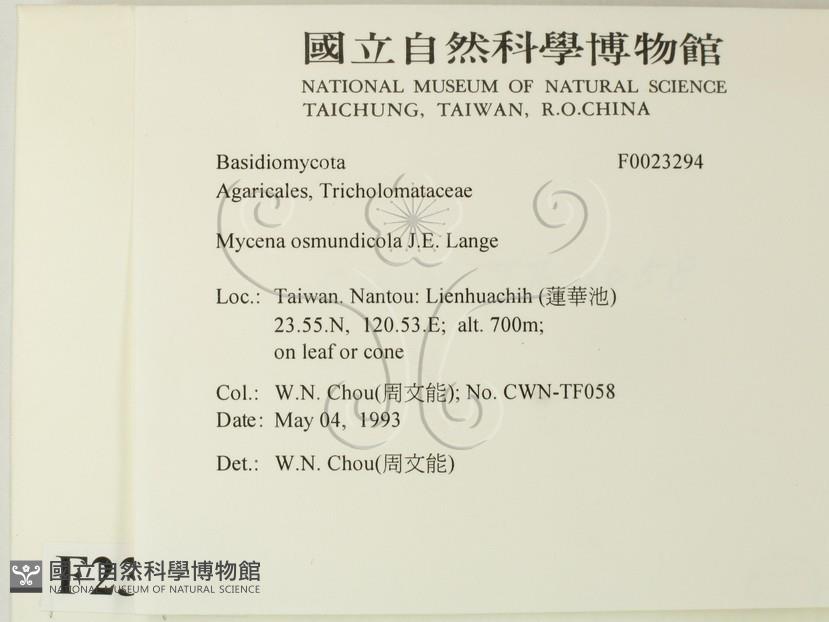 國立自然科學博物館
NATIONAL MUSEUM OF NATURAL SCIENCE
TAICHUNG, TAIWAN, R.O.CHINA
Basidiomycota F0023294
Agaricales, Tricholomataceae
Mycena osmundicola J.E. Lange
Loc.: Taiwan. Nantou: Lienhuachih (蓮華池)
23.55.N, 120.53.E; alt. 700m;
on leaf or cone
Col.: W.N. Chou(周文能); No. CWN-TF058
Date: May 04, 1993
Det.: W.N. Chou(周文能)
國立自然科學博物館
NATIONAL MUSEUM OF NATURAL SCIENCE